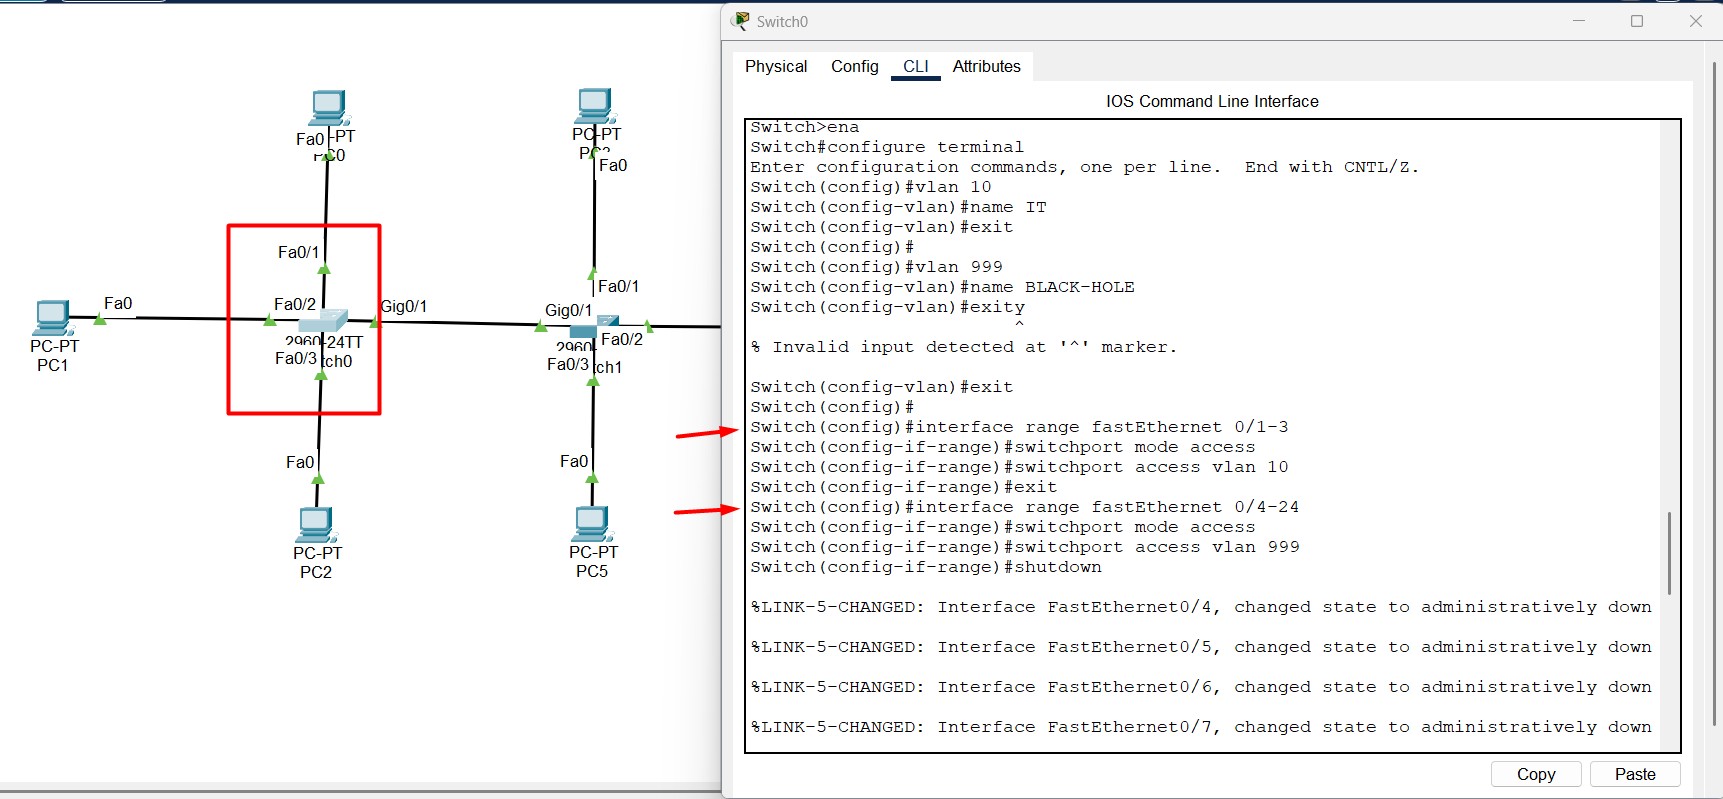 Switch0
Physical Config CLI Attributes
IOS Command Line Interface
Switch>ena
Switch#configure terminal
Enter configuration commands, one per line.  End with CNTL/Z.
Switch(config)#vlan 10
Switch(config-vlan)#name IT
Switch(config-vlan)#exit
Switch(config)#
Switch(config)#vlan 999
Switch(config-vlan)#name BLACK-HOLE
Switch(config-vlan)#exity
^
% Invalid input detected at '^' marker.
Switch(config-vlan)#exit
Switch(config)#
Switch(config)#interface range fastEthernet 0/1-3
Switch(config-if-range)#switchport mode access
Switch(config-if-range)#switchport access vlan 10
Switch(config-if-range)#exit
Switch(config)#interface range fastEthernet 0/4-24
Switch(config-if-range)#switchport mode access
Switch(config-if-range)#switchport access vlan 999
Switch(config-if-range)#shutdown
%LINK-5-CHANGED: Interface FastEthernet0/4, changed state to administratively down
%LINK-5-CHANGED: Interface FastEthernet0/5, changed state to administratively down
%LINK-5-CHANGED: Interface FastEthernet0/6, changed state to administratively down
%LINK-5-CHANGED: Interface FastEthernet0/7, changed state to administratively down
Copy Paste
Fa0 -PT
PC0
Fa0/1
Fa0
PC-PT
PC1
Fa0/2
Gig0/1
2960-24TT
Fa0/3 tch0
Fa0
PC-PT
PC2
PC-PT
Fa0
Fa0/1
Gig0/1
2960-
Fa0/2
Fa0/3 tch1
Fa0
PC-PT
PC5